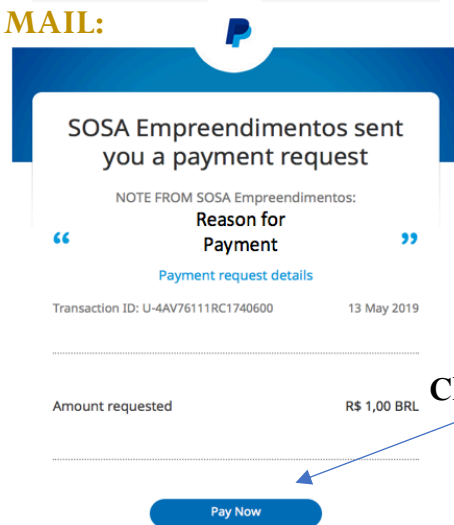 MAIL:
SOSA Empreendimentos sent
you a payment request
NOTE FROM SOSA Empreendimentos:
“ Reason for
Payment ”
Payment request details
Transaction ID: U-4AV76111RC1740600 13 May 2019
Amount requested R$ 1,00 BRL
Pay Now